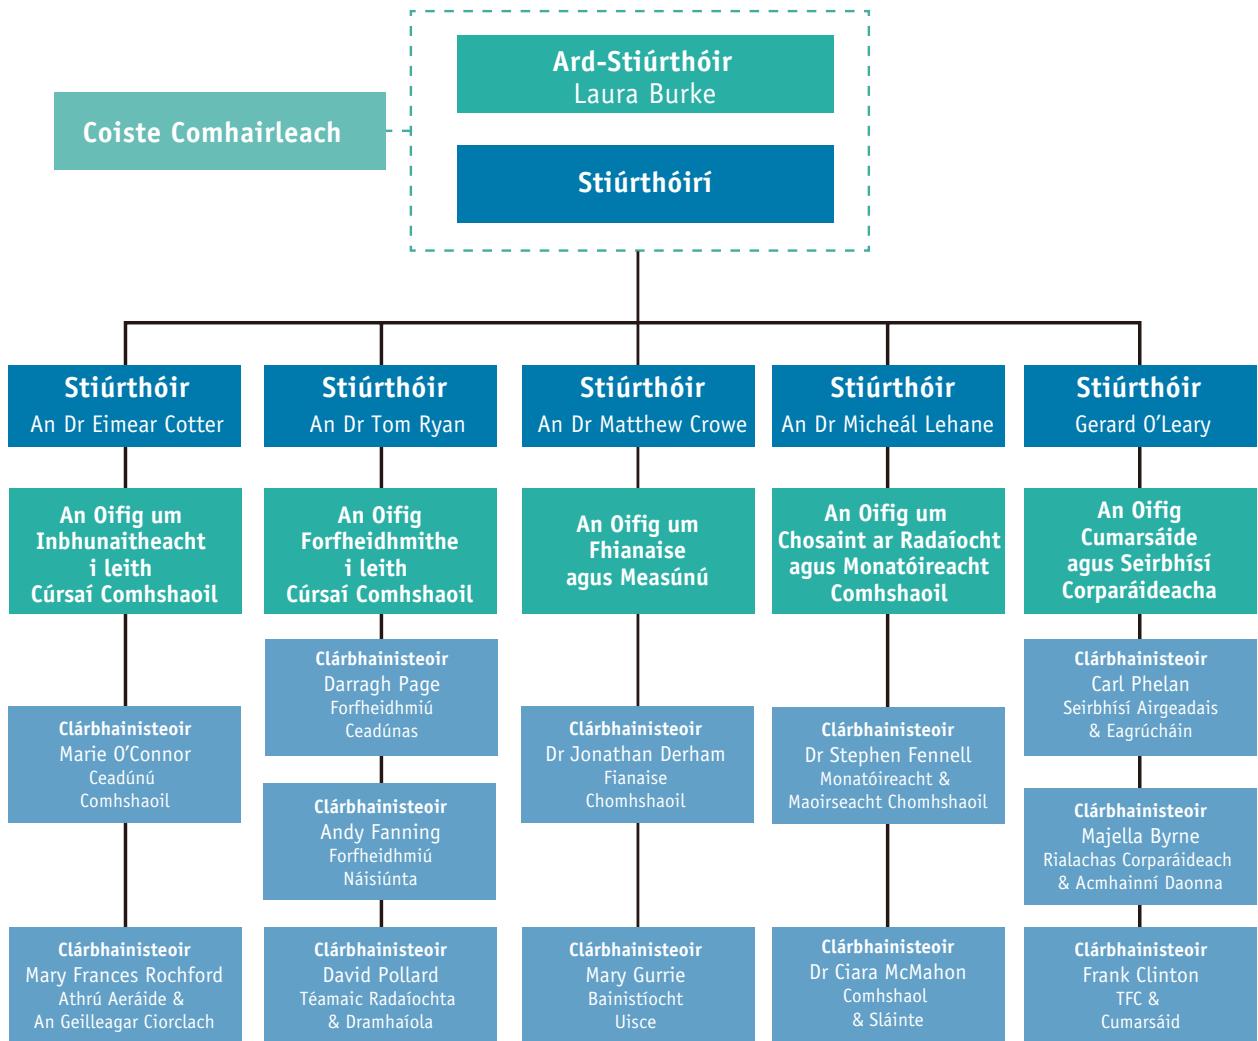 Ard-Stiúrthóir
Laura Burke
Coiste Comhairleach
Stiúrthóirí
Stiúrthóir
An Dr Eimear Cotter
An Oifig um
Inbhunaitheacht
i leith
Cúrsaí Comhshaoil
Clárbhainisteoir
Marie O’Connor
Ceadúnú
Comhshaoil
Clárbhainisteoir
Mary Frances Rochford
Athrú Aeráide &
An Geilleagar Ciorclach
Stiúrthóir
An Dr Tom Ryan
An Oifig
Forfheidhmithe
i leith
Cúrsaí Comhshaoil
Clárbhainisteoir
Darragh Page
Forfheidhmiú
Ceadúnas
Clárbhainisteoir
Andy Fanning
Forfheidhmiú
Náisiúnta
Clárbhainisteoir
David Pollard
Téamaic Radaíochta
& Dramhaíola
Stiúrthóir
An Dr Matthew Crowe
An Oifig um
Fhianaise
agus Measúnú
Clárbhainisteoir
Dr Jonathan Derham
Fianaise
Chomhshaoil
Clárbhainisteoir
Mary Gurrie
Bainistíocht
Uisce
Stiúrthóir
An Dr Micheál Lehane
An Oifig um
Chosaint ar Radaíocht
agus Monatóireacht
Comhshaoil
Clárbhainisteoir
Dr Stephen Fennell
Monatóireacht &
Maoirseacht Chomhshaoil
Clárbhainisteoir
Dr Ciara McMahon
Comhshaol
& Sláinte
Stiúrthóir
Gerard O’Leary
An Oifig
Cumarsáide
agus Seirbhísí
Corparáideacha
Clárbhainisteoir
Carl Phelan
Seirbhísí Airgeadais
& Eagrúcháin
Clárbhainisteoir
Majella Byrne
Rialachas Corparáideach
& Acmhainní Daonna
Clárbhainisteoir
Frank Clinton
TFC &
Cumarsáid